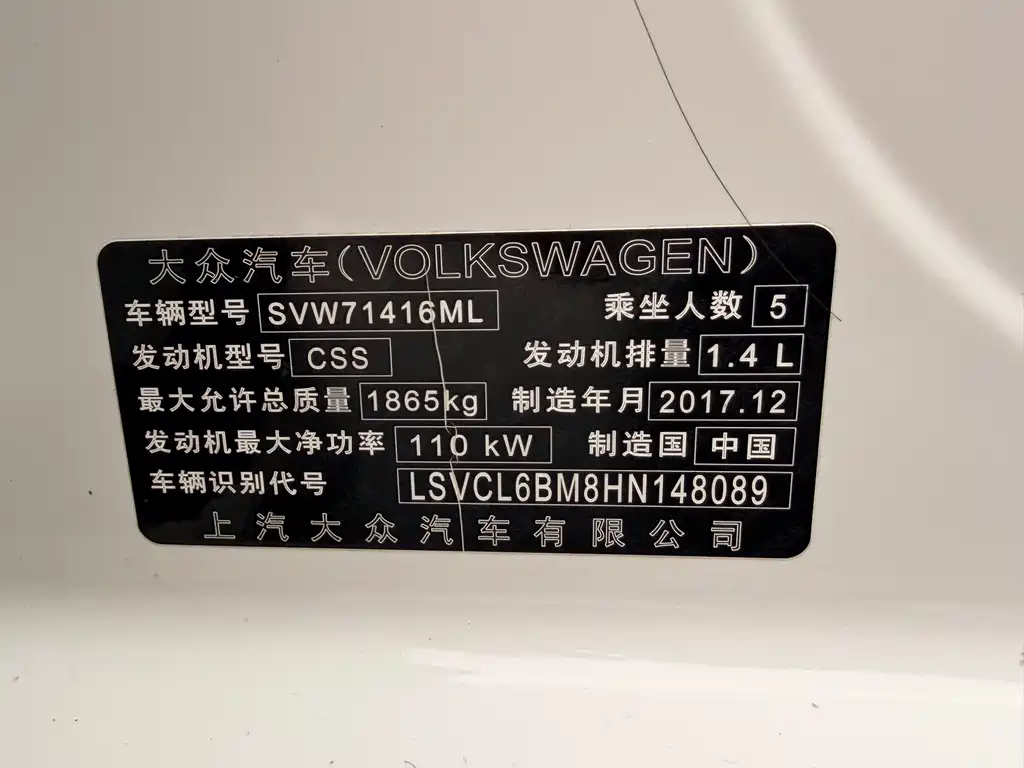 大众汽车(VOLKSWAGEN)
车辆型号 SVW71416ML 乘坐人数 5
发动机型号 CSS 发动机排量 1.4 L
最大允许总质量 1865kg 制造年月 2017.12
发动机最大净功率 110 kW 制造国 中国
车辆识别代号 LSVCL6BM8HN148089
上汽大众汽车有限公司